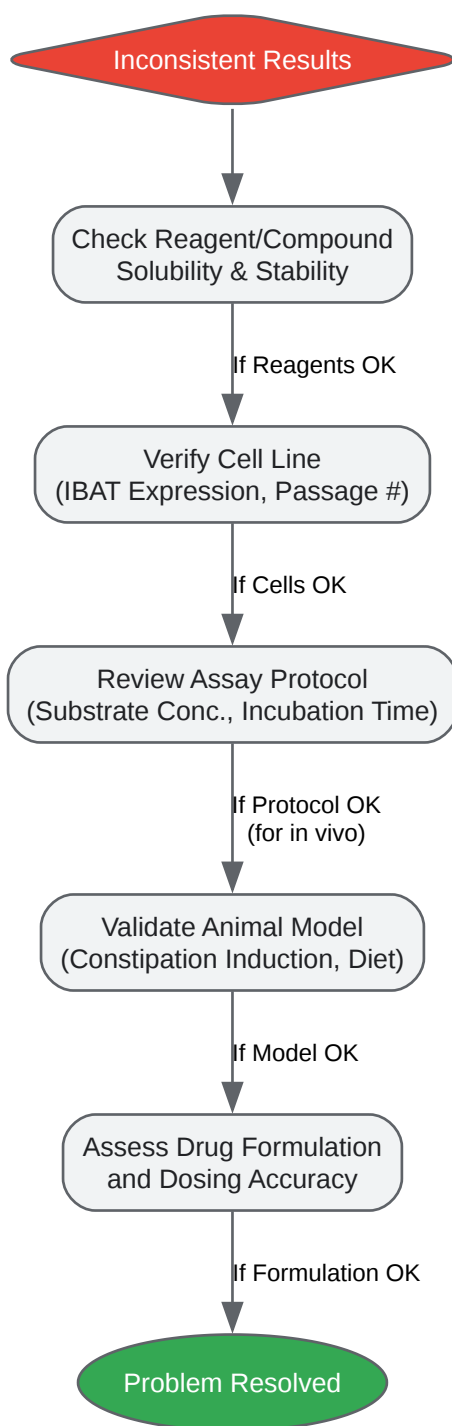 Inconsistent Results
Check Reagent/Compound
Solubility & Stability
If Reagents OK
Verify Cell Line
(IBAT Expression, Passage #)
If Cells OK
Review Assay Protocol
(Substrate Conc., Incubation Time)
If Protocol OK
(for in vivo)
Validate Animal Model
(Constipation Induction, Diet)
If Model OK
Assess Drug Formulation
and Dosing Accuracy
If Formulation OK
Problem Resolved